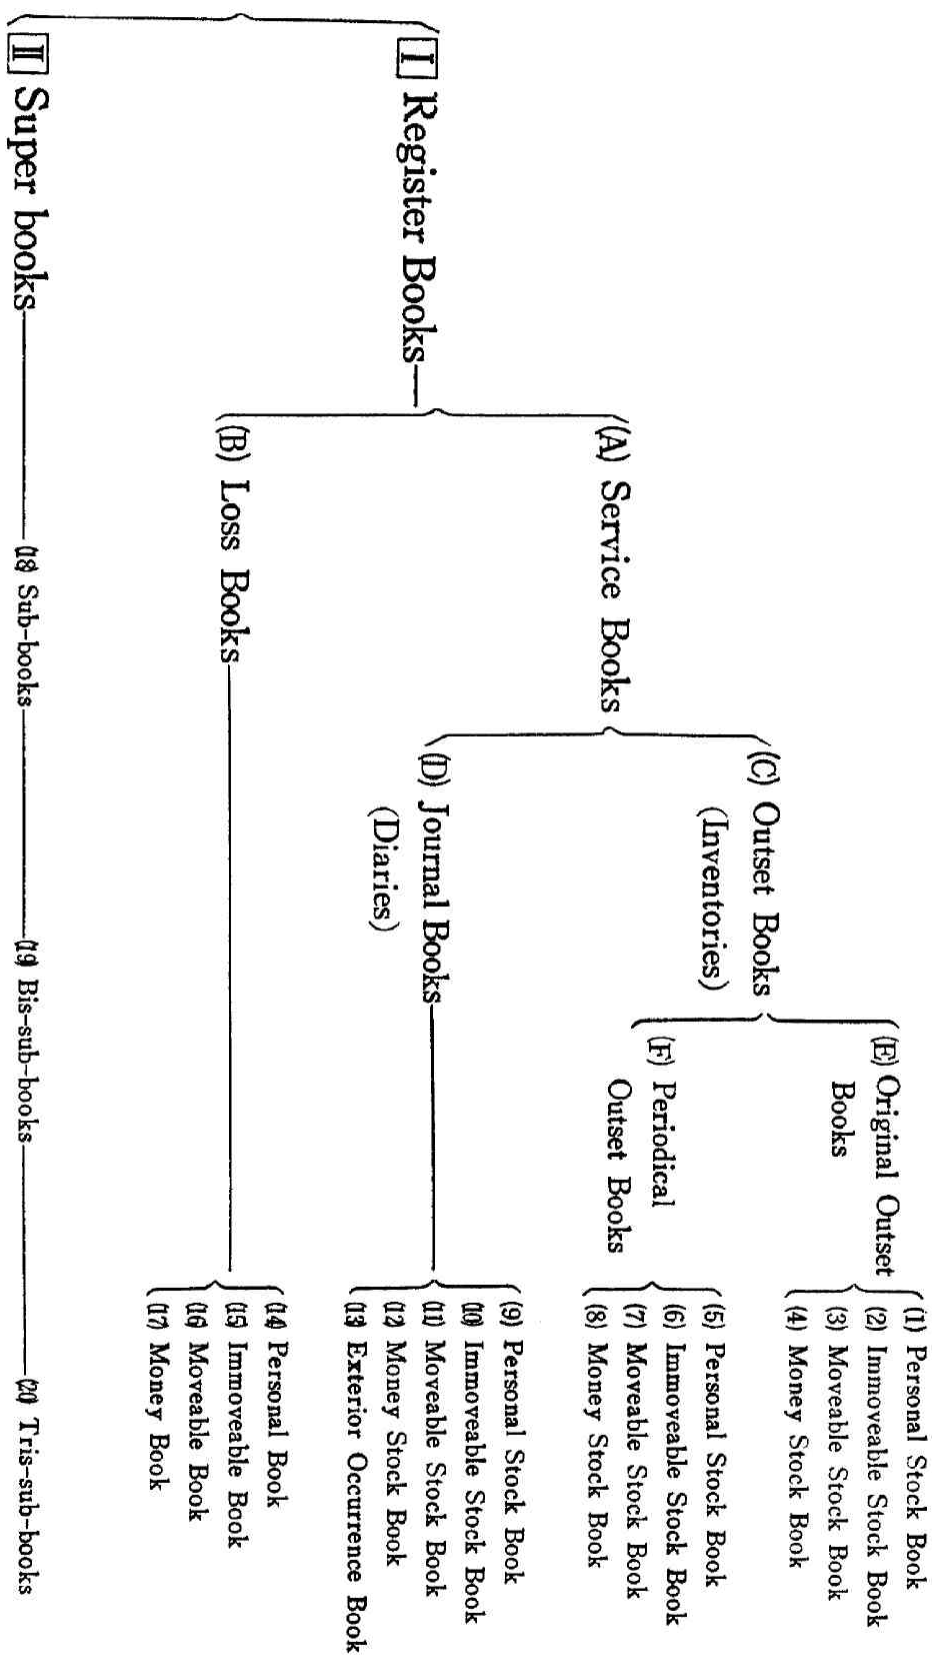 I Register Books
(A) Service Books
(C) Outset Books
(Inventories)
(E) Original Outset
Books
(1) Personal Stock Book
(2) Immoveable Stock Book
(3) Moveable Stock Book
(4) Money Stock Book
(F) Periodical
Outset Books
(5) Personal Stock Book
(6) Immoveable Stock Book
(7) Moveable Stock Book
(8) Money Stock Book
(D) Journal Books
(Diaries)
(9) Personal Stock Book
(10) Immoveable Stock Book
(11) Moveable Stock Book
(12) Money Stock Book
(13) Exterior Occurrence Book
(B) Loss Books
(14) Personal Book
(15) Immoveable Book
(16) Moveable Book
(17) Money Book
II Super books (18) Sub-books (19) Bis-sub-books (20) Tris-sub-books